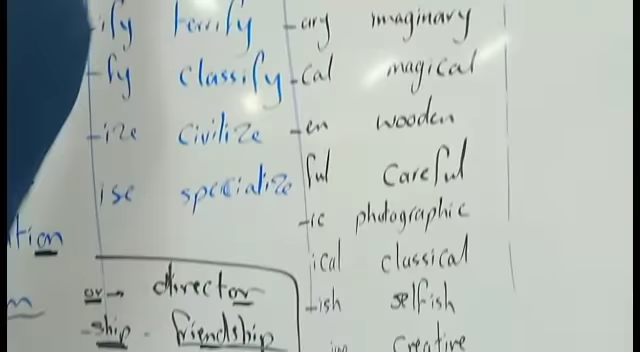 -ify terrify
-fy classify
-ize civilize
ise specialize
tion
or → director
-ship - friendship
-ary imaginary
-cal magical
-en wooden
ful careful
-ic photographic
ical classical
-ish selfish
creative